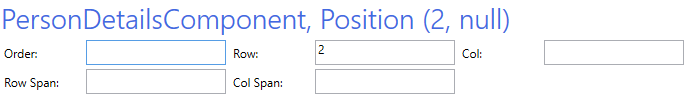 PersonDetailsComponent, Position (2, null)
Order: Row: 2 Col:
Row Span: Col Span: